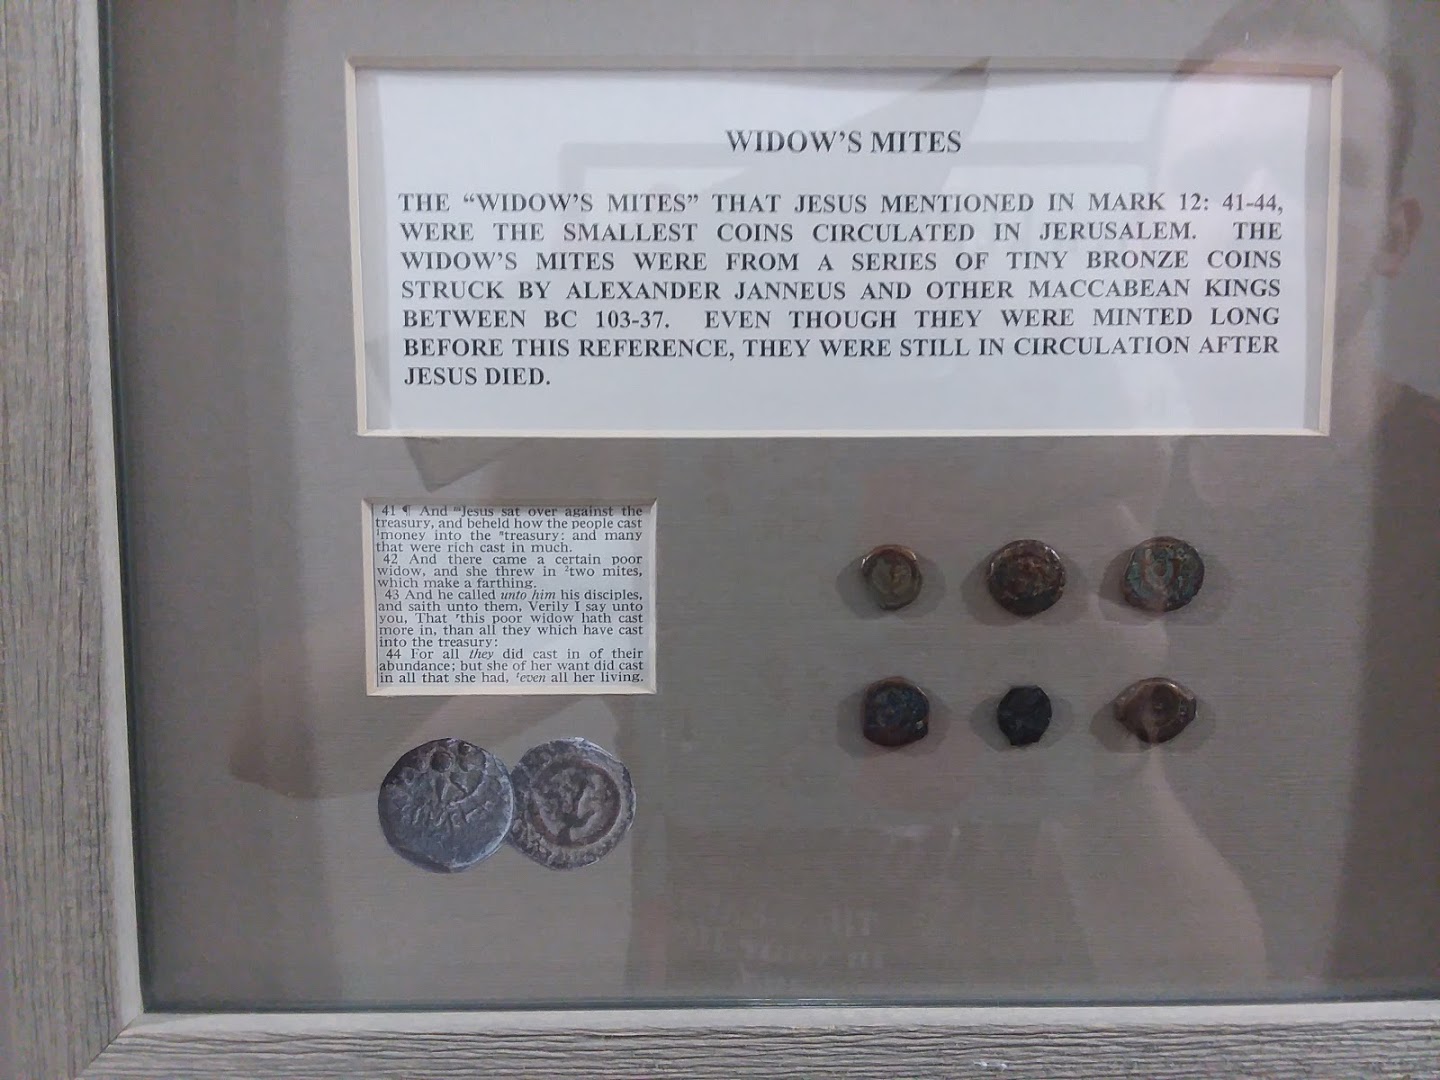 WIDOW'S MITES
THE “WIDOW'S MITES” THAT JESUS MENTIONED IN MARK 12: 41-44,
WERE THE SMALLEST COINS CIRCULATED IN JERUSALEM. THE
WIDOW'S MITES WERE FROM A SERIES OF TINY BRONZE COINS
STRUCK BY ALEXANDER JANNEUS AND OTHER MACCABEAN KINGS
BETWEEN BC 103-37. EVEN THOUGH THEY WERE MINTED LONG
BEFORE THIS REFERENCE, THEY WERE STILL IN CIRCULATION AFTER
JESUS DIED.
41 ¶ And mJesus sat over against the
treasury, and beheld how the people cast
1money into the ntreasury: and many
that were rich cast in much.
42 And there came a certain poor
widow, and she threw in 2two mites,
which make a farthing.
43 And he called unto him his disciples,
and saith unto them, Verily I say unto
you, That rthis poor widow hath cast
more in, than all they which have cast
into the treasury:
44 For all they did cast in of their
abundance; but she of her want did cast
in all that she had, even all her living.